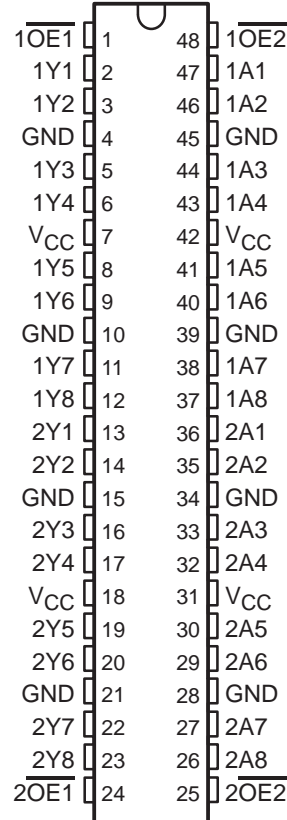 1OE1 1 48 1OE2
1Y1 2 47 1A1
1Y2 3 46 1A2
GND 4 45 GND
1Y3 5 44 1A3
1Y4 6 43 1A4
VCC 7 42 VCC
1Y5 8 41 1A5
1Y6 9 40 1A6
GND 10 39 GND
1Y7 11 38 1A7
1Y8 12 37 1A8
2Y1 13 36 2A1
2Y2 14 35 2A2
GND 15 34 GND
2Y3 16 33 2A3
2Y4 17 32 2A4
VCC 18 31 VCC
2Y5 19 30 2A5
2Y6 20 29 2A6
GND 21 28 GND
2Y7 22 27 2A7
2Y8 23 26 2A8
2OE1 24 25 2OE2